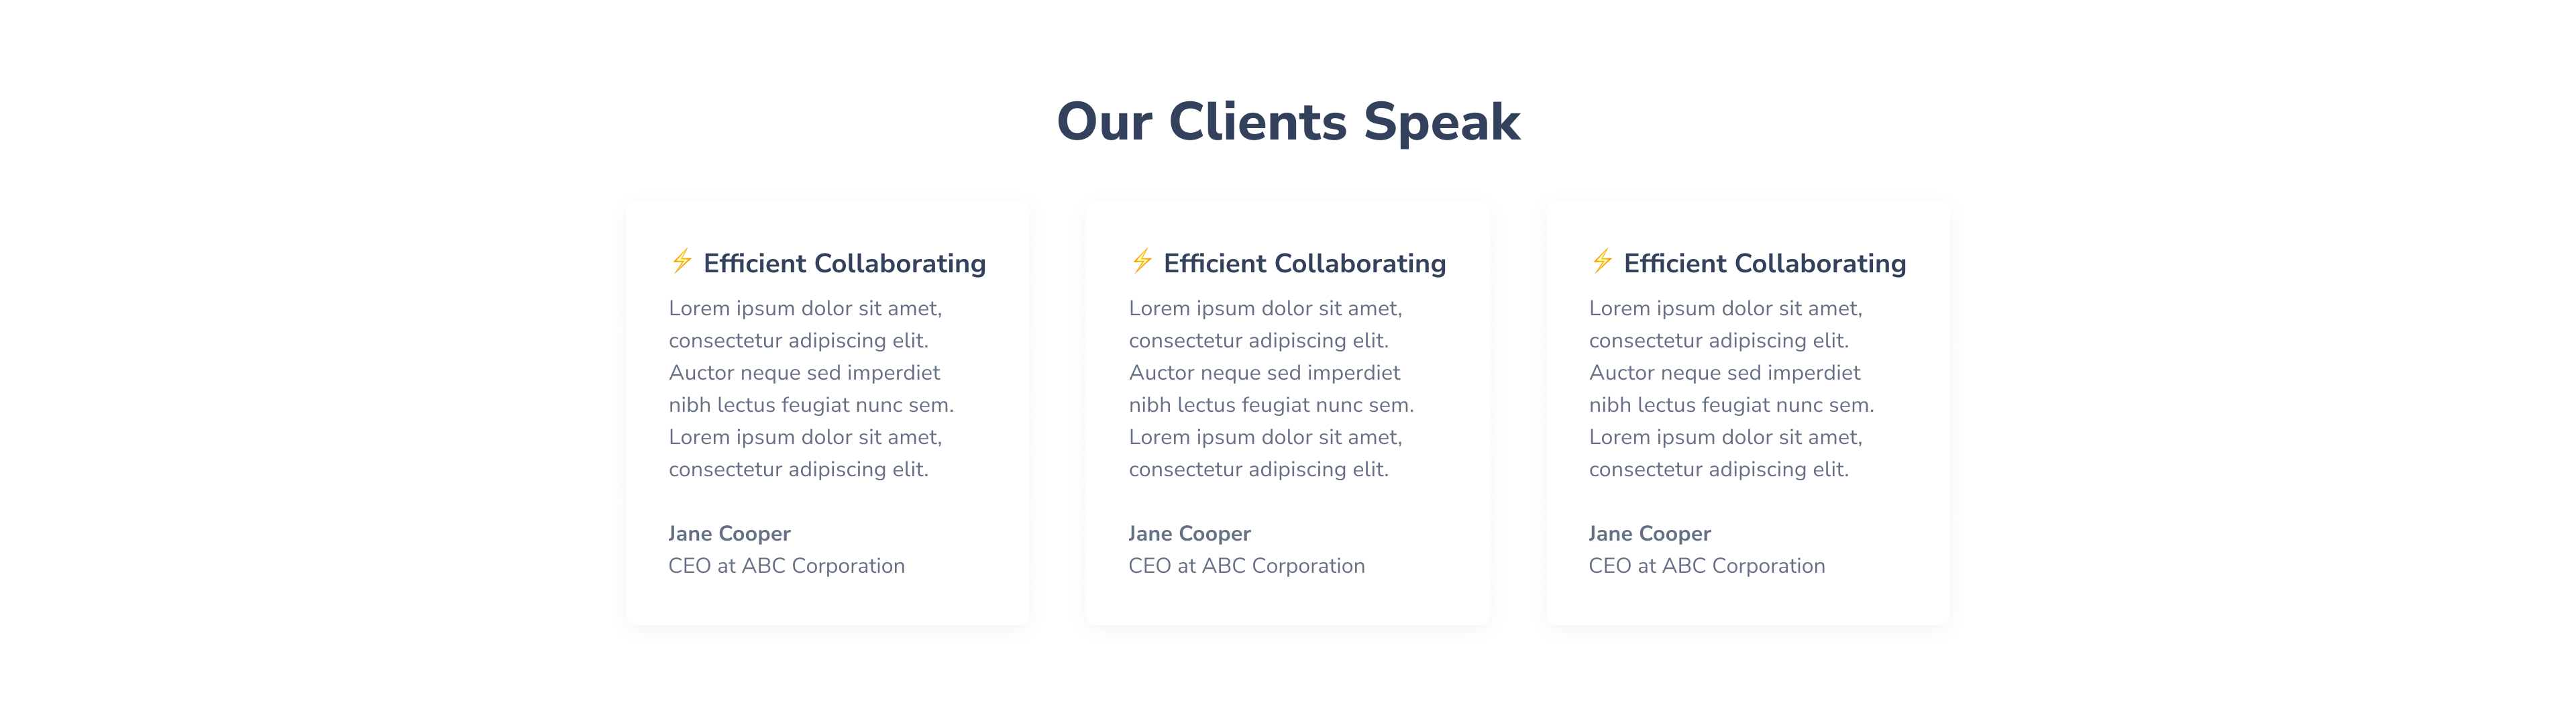 Our Clients Speak
⚡ Efficient Collaborating
Lorem ipsum dolor sit amet,
consectetur adipiscing elit.
Auctor neque sed imperdiet
nibh lectus feugiat nunc sem.
Lorem ipsum dolor sit amet,
consectetur adipiscing elit.
Jane Cooper
CEO at ABC Corporation
⚡ Efficient Collaborating
Lorem ipsum dolor sit amet,
consectetur adipiscing elit.
Auctor neque sed imperdiet
nibh lectus feugiat nunc sem.
Lorem ipsum dolor sit amet,
consectetur adipiscing elit.
Jane Cooper
CEO at ABC Corporation
⚡ Efficient Collaborating
Lorem ipsum dolor sit amet,
consectetur adipiscing elit.
Auctor neque sed imperdiet
nibh lectus feugiat nunc sem.
Lorem ipsum dolor sit amet,
consectetur adipiscing elit.
Jane Cooper
CEO at ABC Corporation